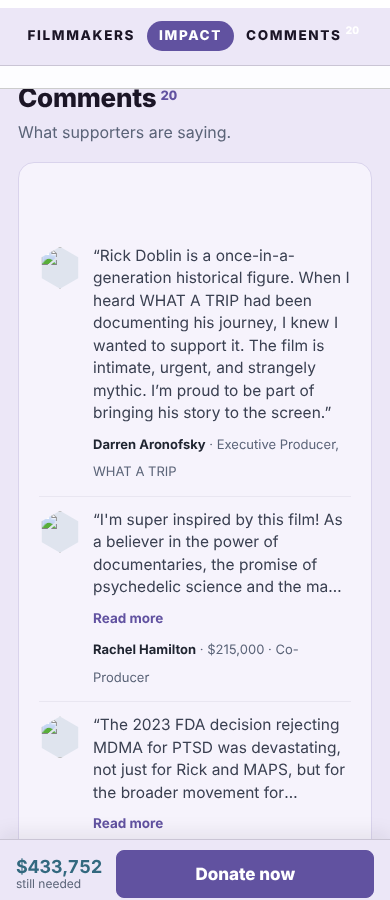 FILMMAKERS IMPACT COMMENTS 20
Comments 20
What supporters are saying.
“Rick Doblin is a once-in-a-
generation historical figure. When I
heard WHAT A TRIP had been
documenting his journey, I knew I
wanted to support it. The film is
intimate, urgent, and strangely
mythic. I’m proud to be part of
bringing his story to the screen.”
Darren Aronofsky · Executive Producer,
WHAT A TRIP
“I'm super inspired by this film! As
a believer in the power of
documentaries, the promise of
psychedelic science and the ma...
Read more
Rachel Hamilton · $215,000 · Co-
Producer
“The 2023 FDA decision rejecting
MDMA for PTSD was devastating,
not just for Rick and MAPS, but for
the broader movement for...
Read more
$433,752
still needed
Donate now